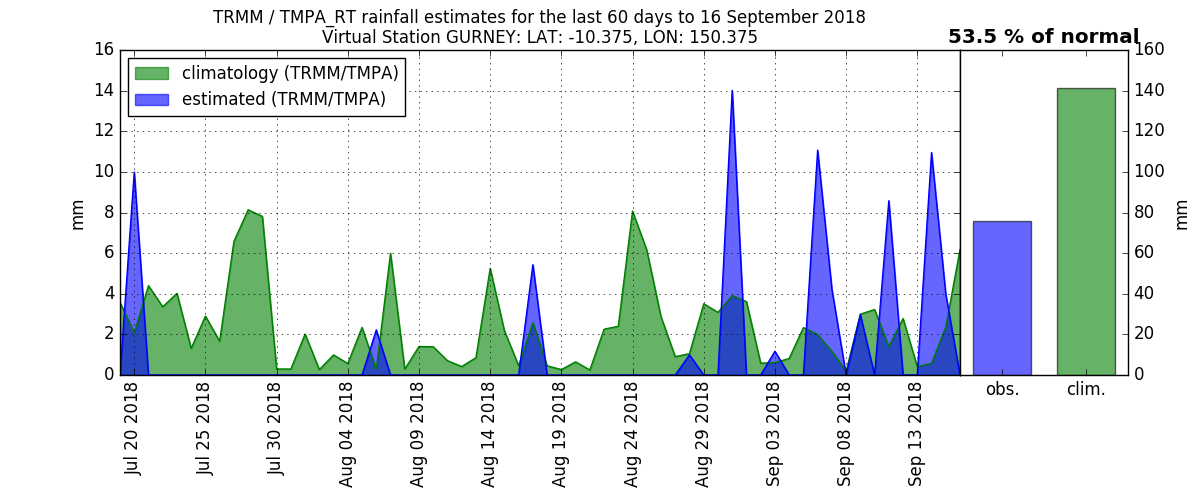 TRMM / TMPA_RT rainfall estimates for the last 60 days to 16 September 2018
Virtual Station GURNEY: LAT: -10.375, LON: 150.375
53.5 % of normal
climatology (TRMM/TMPA)
estimated (TRMM/TMPA)
16
14
12
10
8
6
4
2
0
mm
Jul 20 2018
Jul 25 2018
Jul 30 2018
Aug 04 2018
Aug 09 2018
Aug 14 2018
Aug 19 2018
Aug 24 2018
Aug 29 2018
Sep 03 2018
Sep 08 2018
Sep 13 2018
obs.
clim.
160
140
120
100
80
60
40
20
0
mm